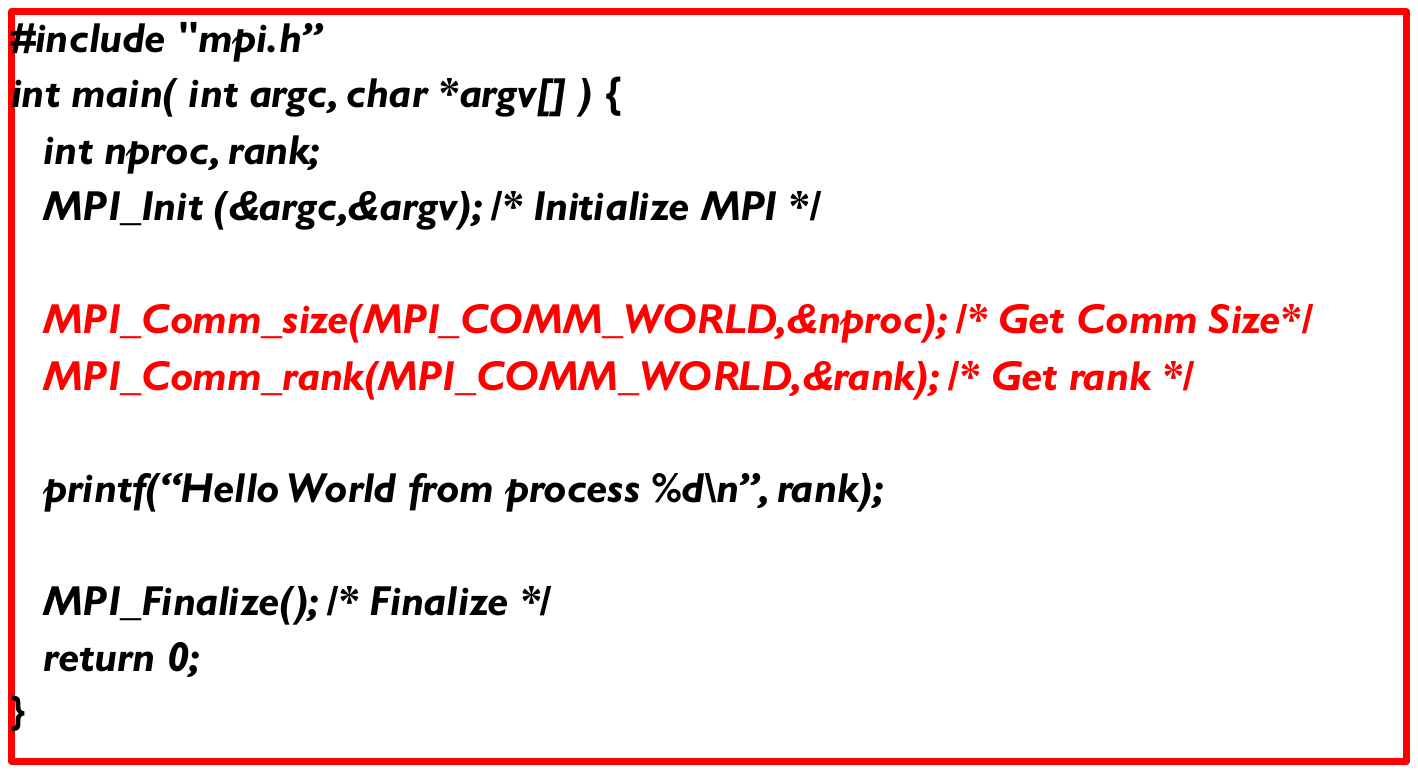 #include "mpi.h”
int main( int argc, char *argv[] ) {
int nproc, rank;
MPI_Init (&argc,&argv); /* Initialize MPI */
MPI_Comm_size(MPI_COMM_WORLD,&nproc); /* Get Comm Size*/
MPI_Comm_rank(MPI_COMM_WORLD,&rank); /* Get rank */
printf(“Hello World from process %d\n”, rank);
MPI_Finalize(); /* Finalize */
return 0;
}